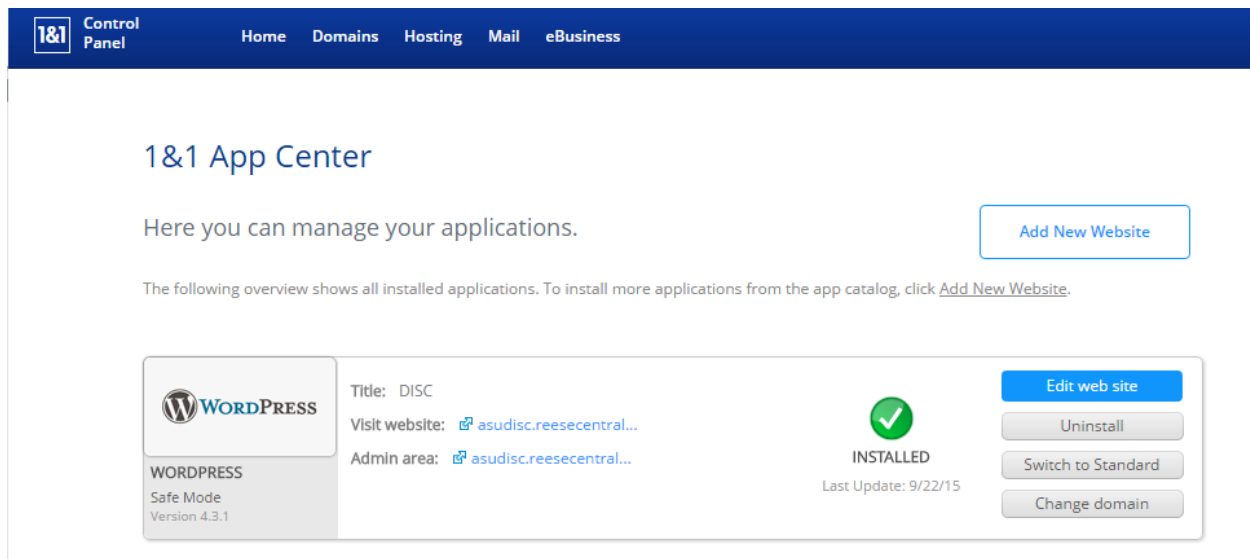 1&1 Control Panel Home Domains Hosting Mail eBusiness
1&1 App Center
Here you can manage your applications.
Add New Website
The following overview shows all installed applications. To install more applications from the app catalog, click Add New Website.
WORDPRESS
Title: DISC
Visit website: asudisc.reesecentral...
Admin area: asudisc.reesecentral...
WORDPRESS
Safe Mode
Version 4.3.1
INSTALLED
Last Update: 9/22/15
Edit web site
Uninstall
Switch to Standard
Change domain